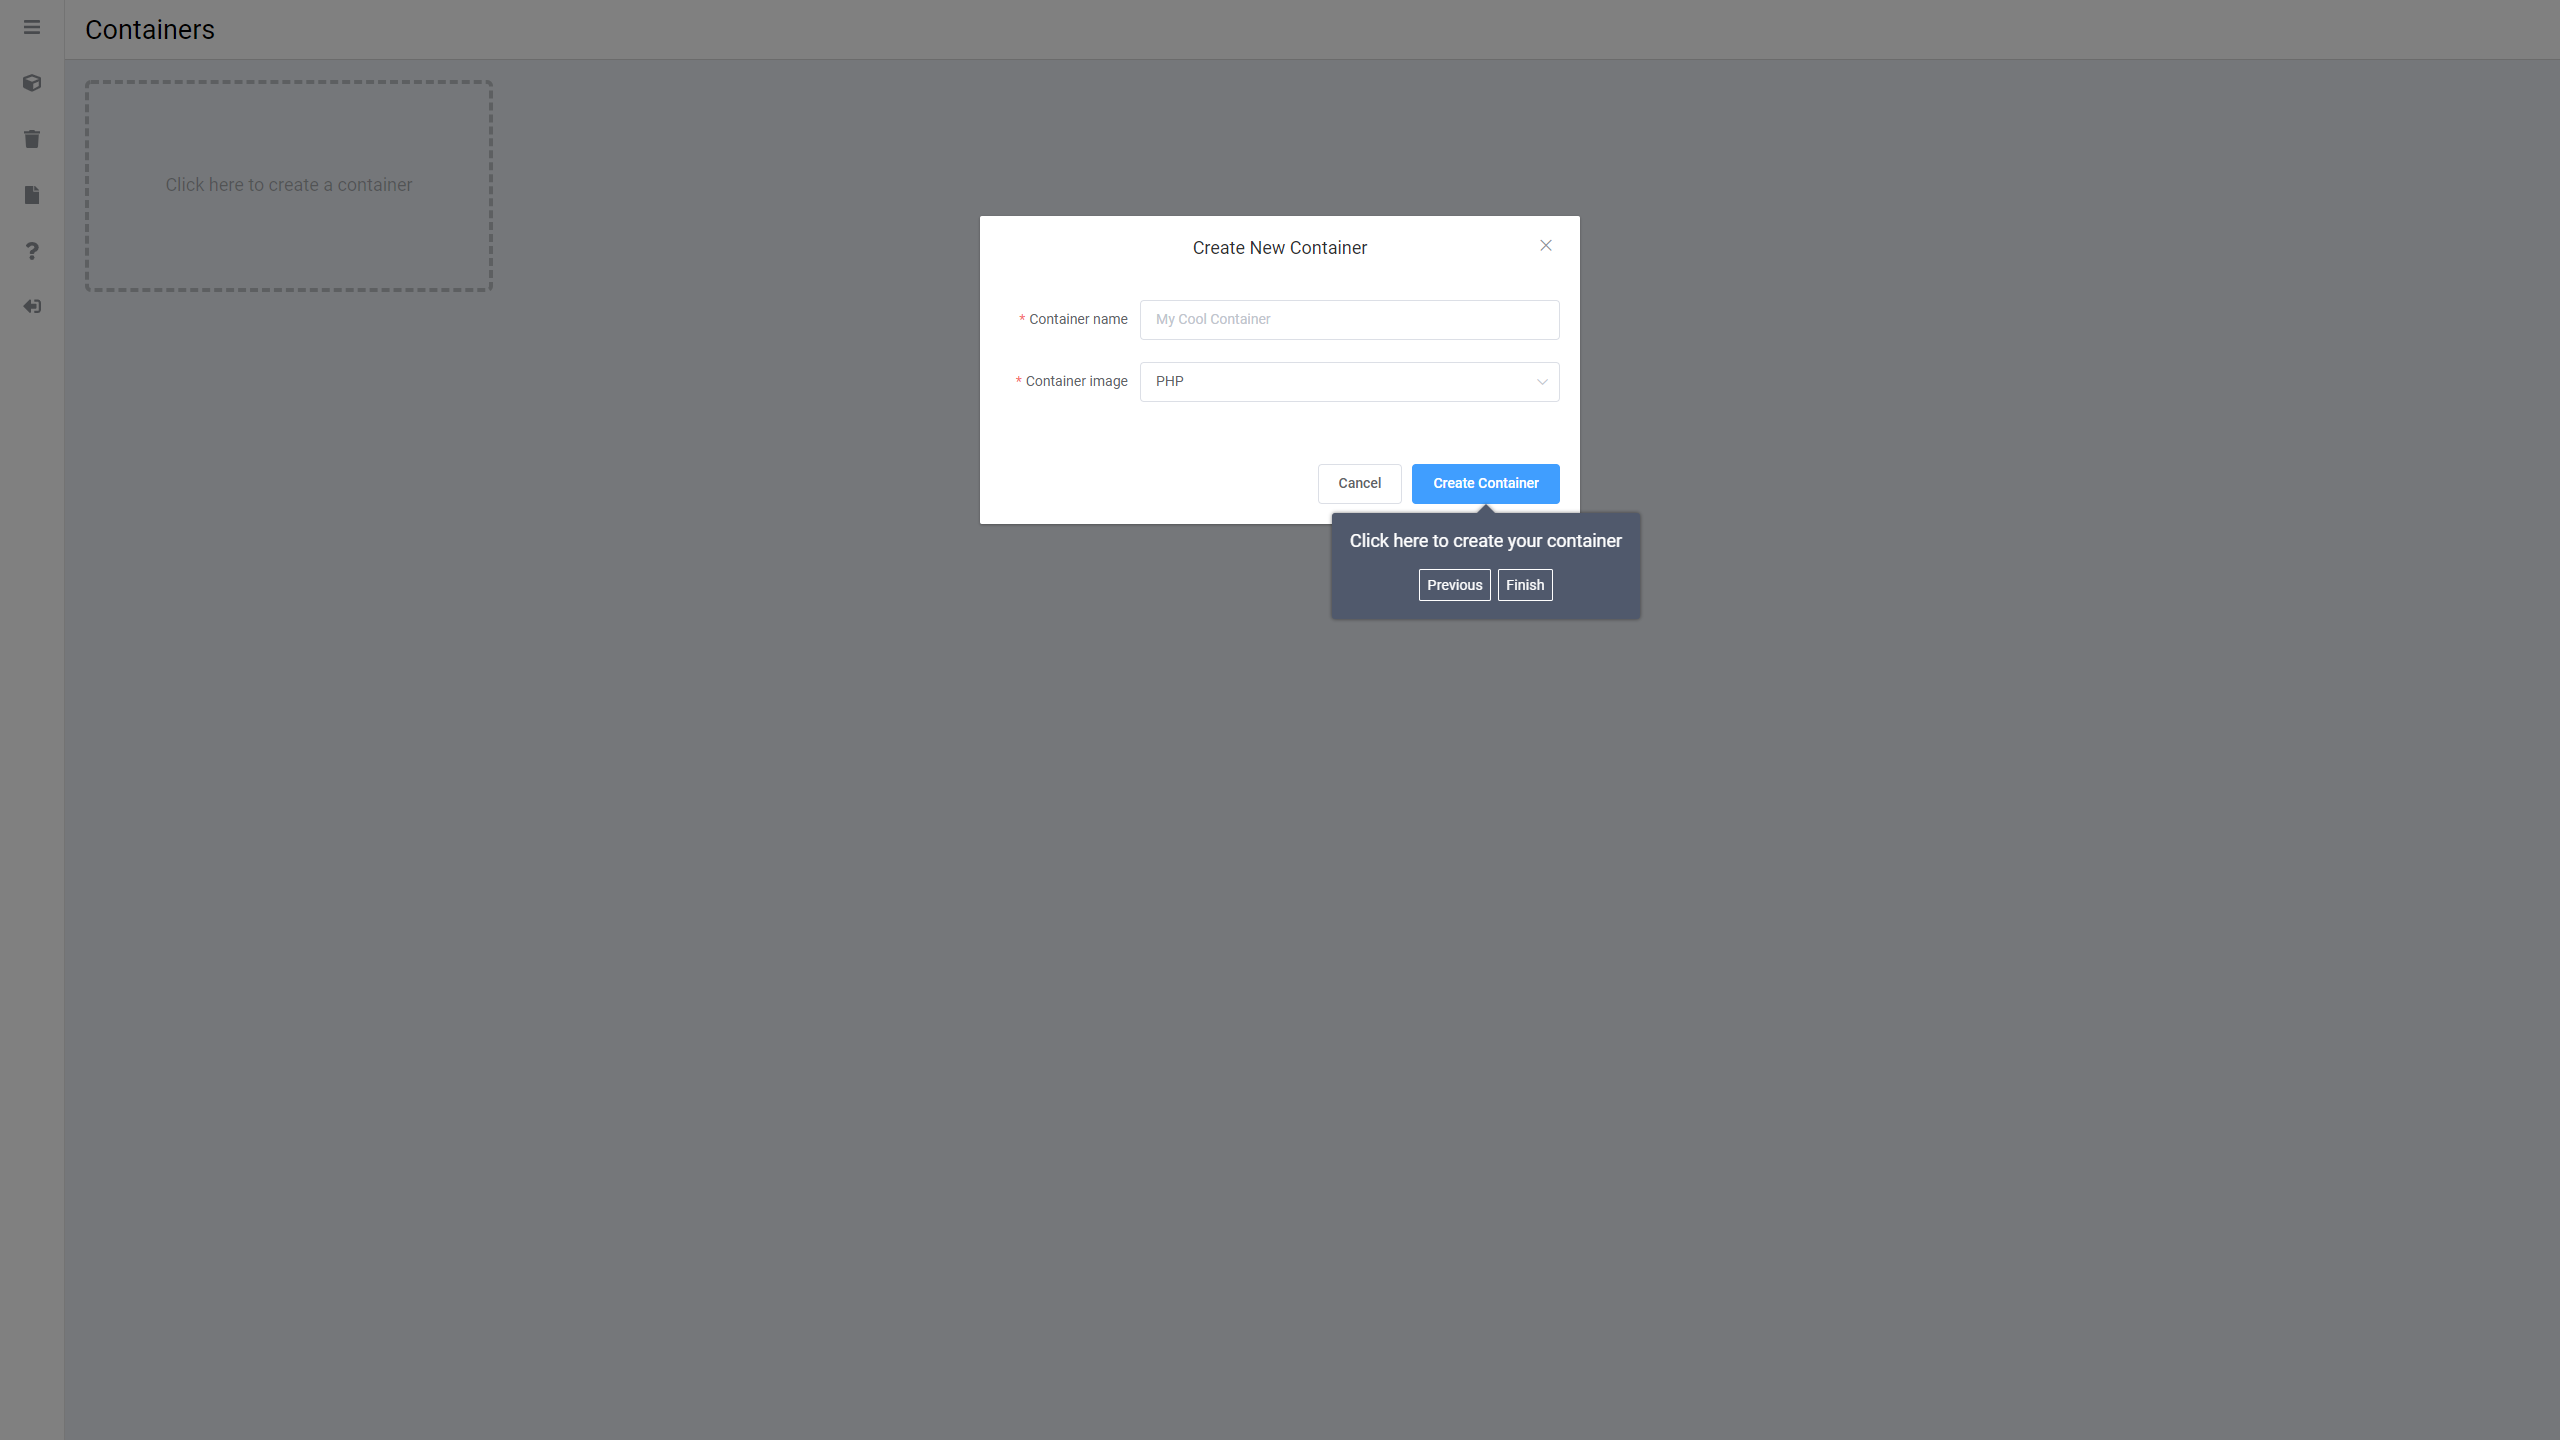 Containers
Click here to create a container
Create New Container
* Container name
My Cool Container
* Container image
PHP
Cancel
Create Container
Click here to create your container
Previous
Finish